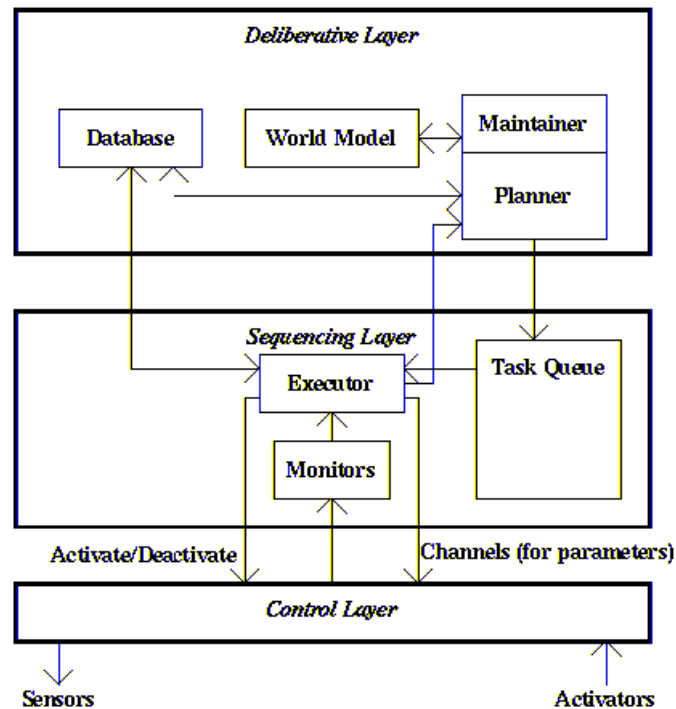 Deliberative Layer
Database
World Model
Maintainer
Planner
Sequencing Layer
Executor
Task Queue
Monitors
Activate/Deactivate
Channels (for parameters)
Control Layer
Sensors
Activators